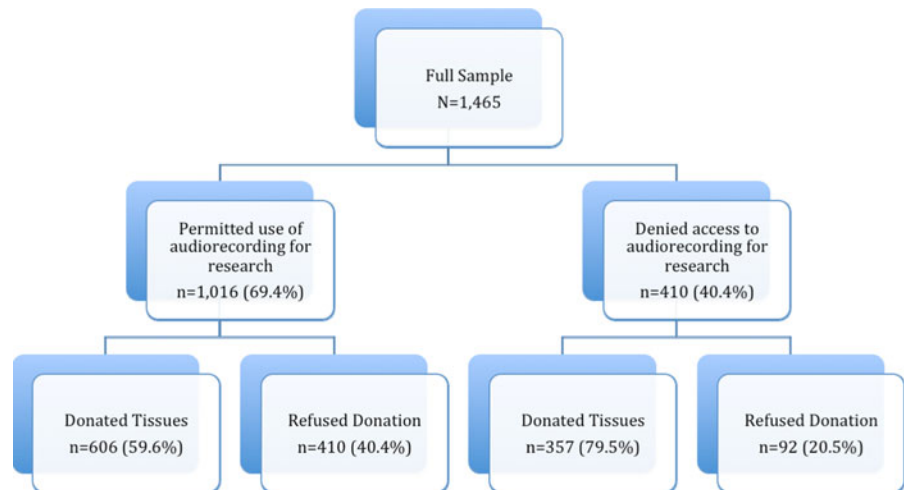 Full Sample
N=1,465
Permitted use of
audiorecording for
research
n=1,016 (69.4%)
Denied access to
audiorecording for
research
n=410 (40.4%)
Donated Tissues
n=606 (59.6%)
Refused Donation
n=410 (40.4%)
Donated Tissues
n=357 (79.5%)
Refused Donation
n=92 (20.5%)